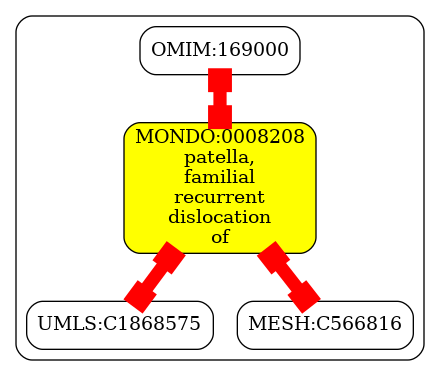 OMIM:169000
MONDO:0008208
patella,
familial
recurrent
dislocation
of
UMLS:C1868575
MESH:C566816